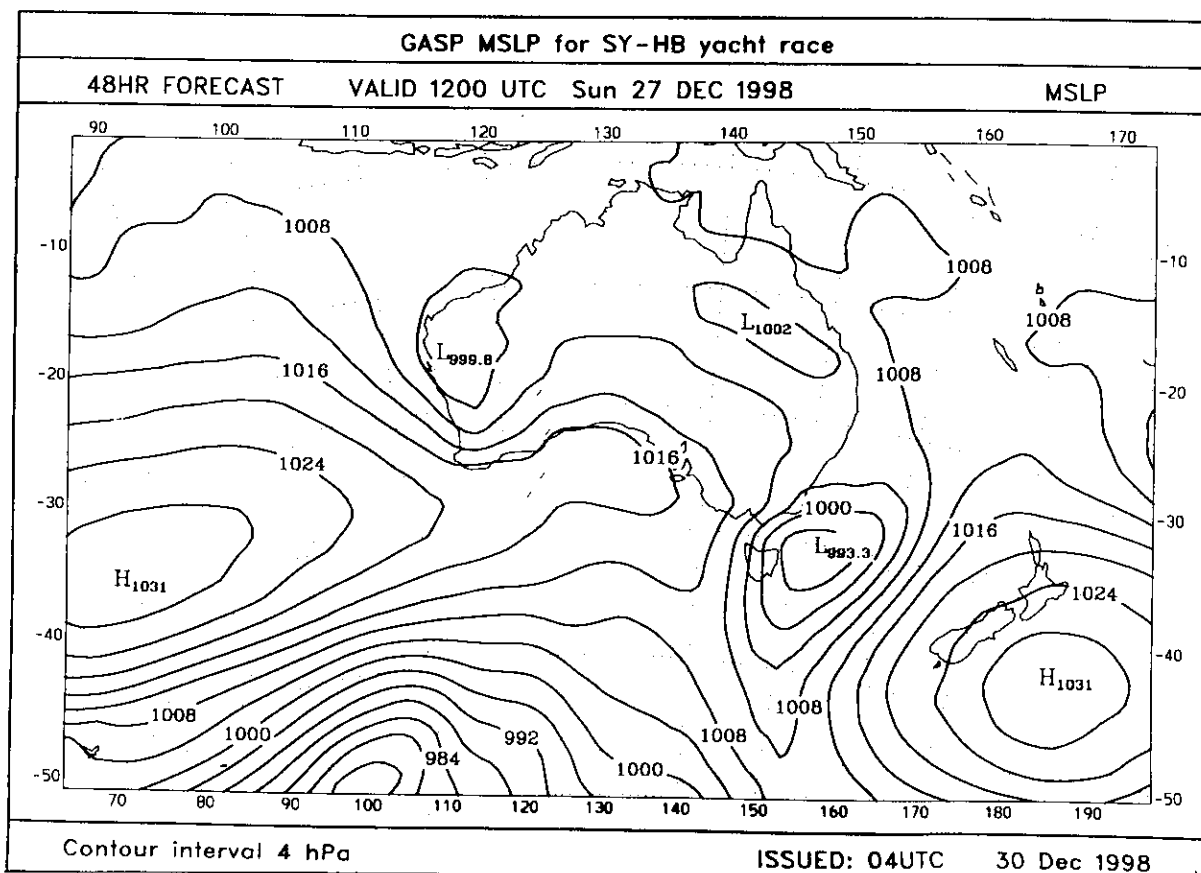 GASP MSLP for SY-HB yacht race
48HR FORECAST VALID 1200 UTC Sun 27 DEC 1998 MSLP
90 100 110 120 130 140 150 160 170
1008
-10 -10
1008
1008
L1002
L999.8
1016 1008
-20 -20
1024 1016
-30 1000 1016 -30
L993.3
H1031 1024
-40 -40
H1031
1008 1008
1000 992 1008
984 1000
-50 -50
70 80 90 100 110 120 130 140 150 160 170 180 190
Contour interval 4 hPa ISSUED: 04UTC 30 Dec 1998